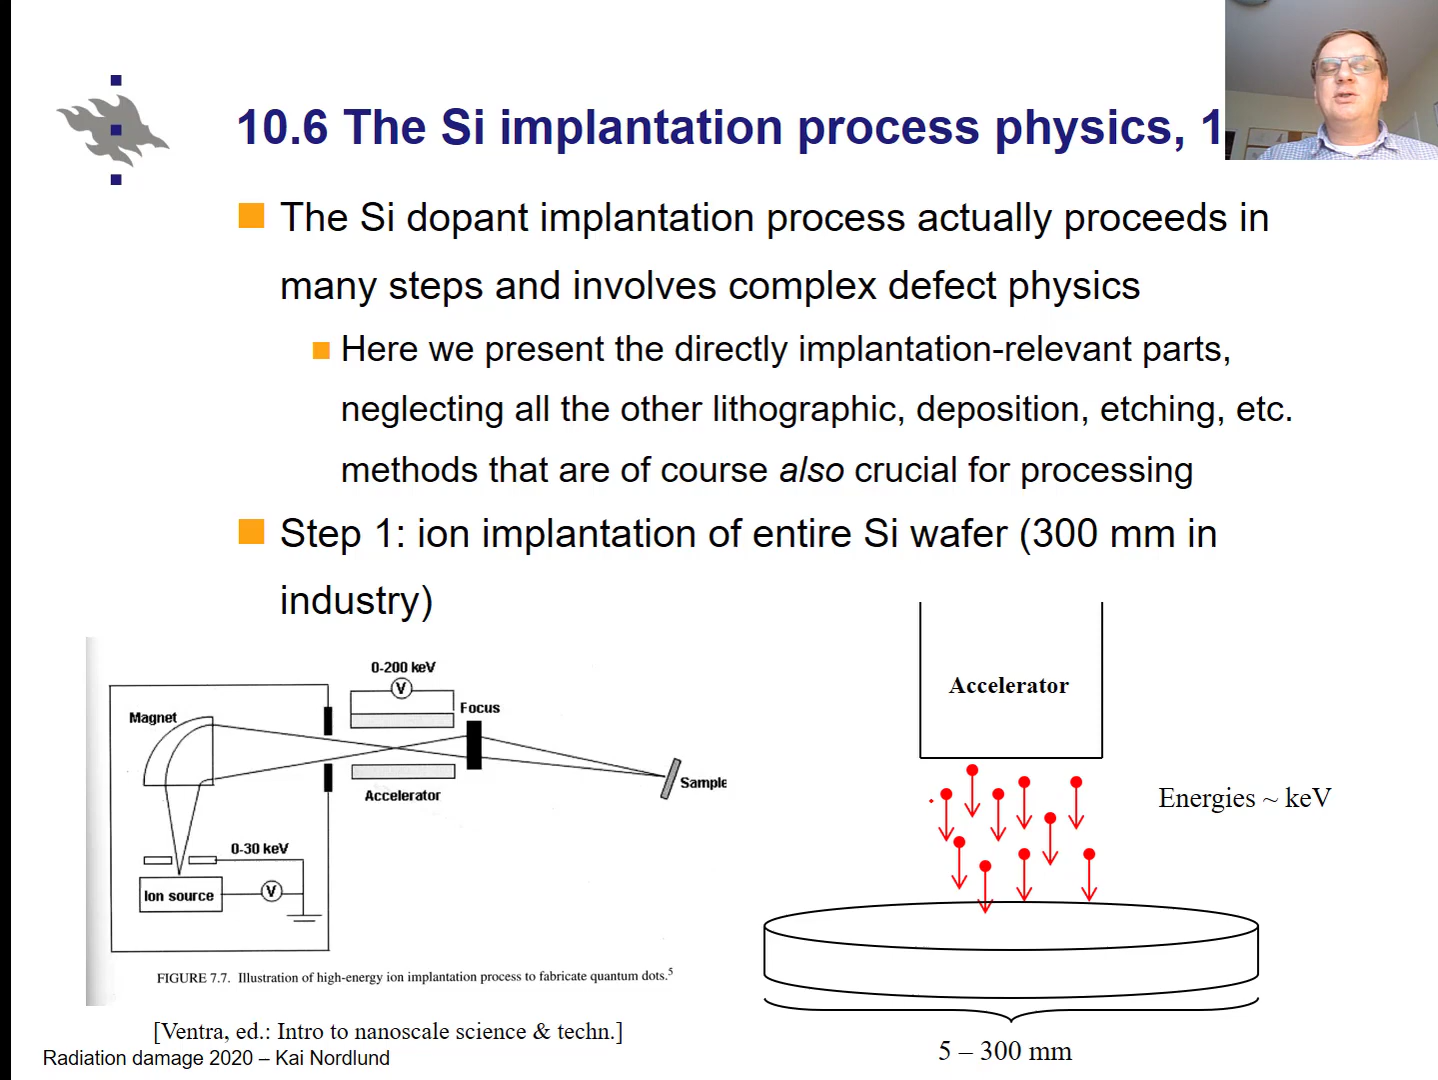 10.6 The Si implantation process physics, 1
The Si dopant implantation process actually proceeds in
many steps and involves complex defect physics
Here we present the directly implantation-relevant parts,
neglecting all the other lithographic, deposition, etching, etc.
methods that are of course also crucial for processing
Step 1: ion implantation of entire Si wafer (300 mm in
industry)
0-200 keV
V
Magnet
Focus
Accelerator
Sample
0-30 keV
Ion source
V
FIGURE 7.7. Illustration of high-energy ion implantation process to fabricate quantum dots.5
[Ventra, ed.: Intro to nanoscale science & techn.]
Accelerator
Energies ~ keV
5 – 300 mm
Radiation damage 2020 – Kai Nordlund